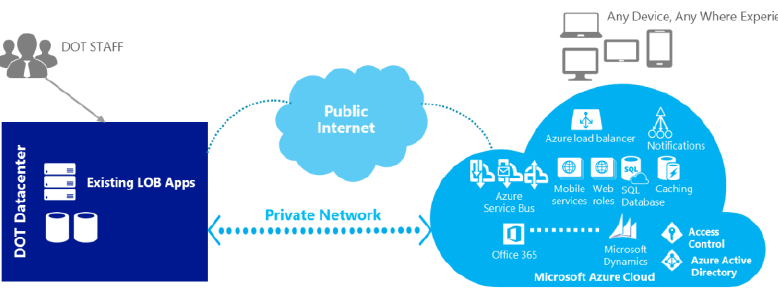 DOT STAFF
Any Device, Any Where Experie
Public
Internet
Azure load balancer
Notifications
DOT Datacenter
Existing LOB Apps
Azure
Service Bus
Mobile
services
Web
roles
SQL
SQL
Database
Caching
Private Network
Office 365
Microsoft
Dynamics
Access
Control
Azure Active
Directory
Microsoft Azure Cloud